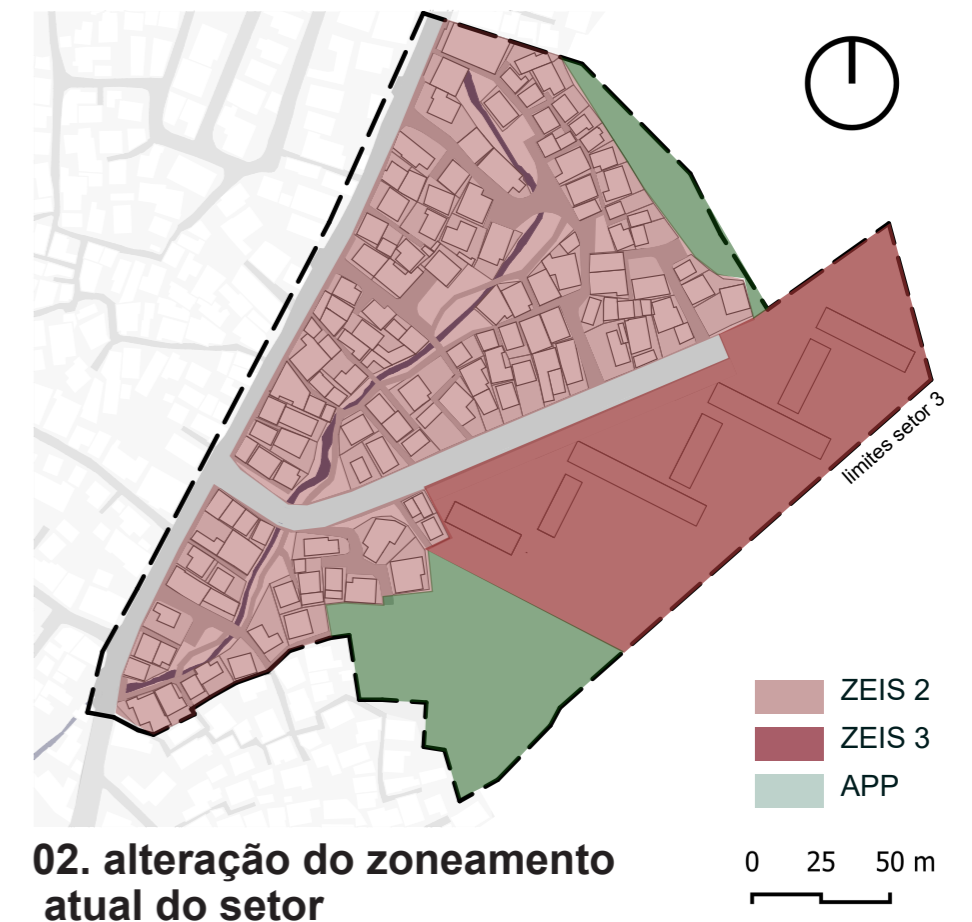 limites setor 3
ZEIS 2
ZEIS 3
APP
02. alteração do zoneamento
atual do setor
0 25 50 m